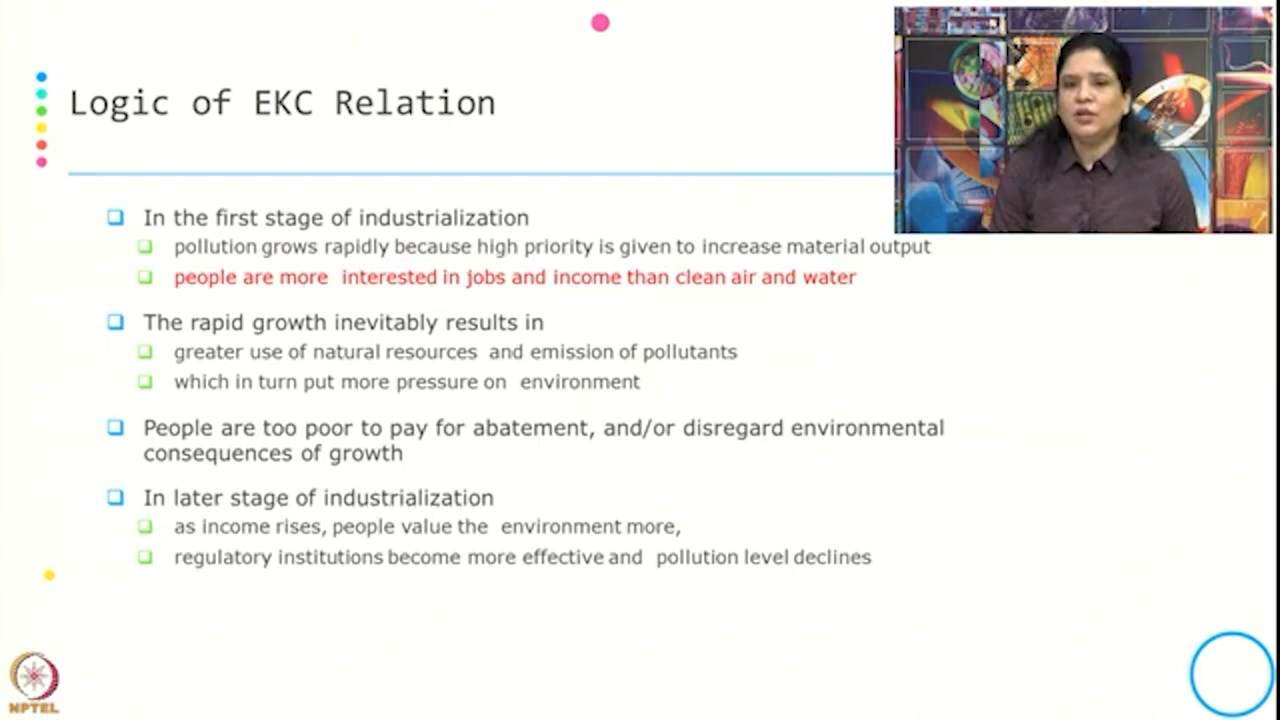 Logic of EKC Relation
In the first stage of industrialization
pollution grows rapidly because high priority is given to increase material output
people are more interested in jobs and income than clean air and water
The rapid growth inevitably results in
greater use of natural resources and emission of pollutants
which in turn put more pressure on environment
People are too poor to pay for abatement, and/or disregard environmental
consequences of growth
In later stage of industrialization
as income rises, people value the environment more,
regulatory institutions become more effective and pollution level declines
NPTEL